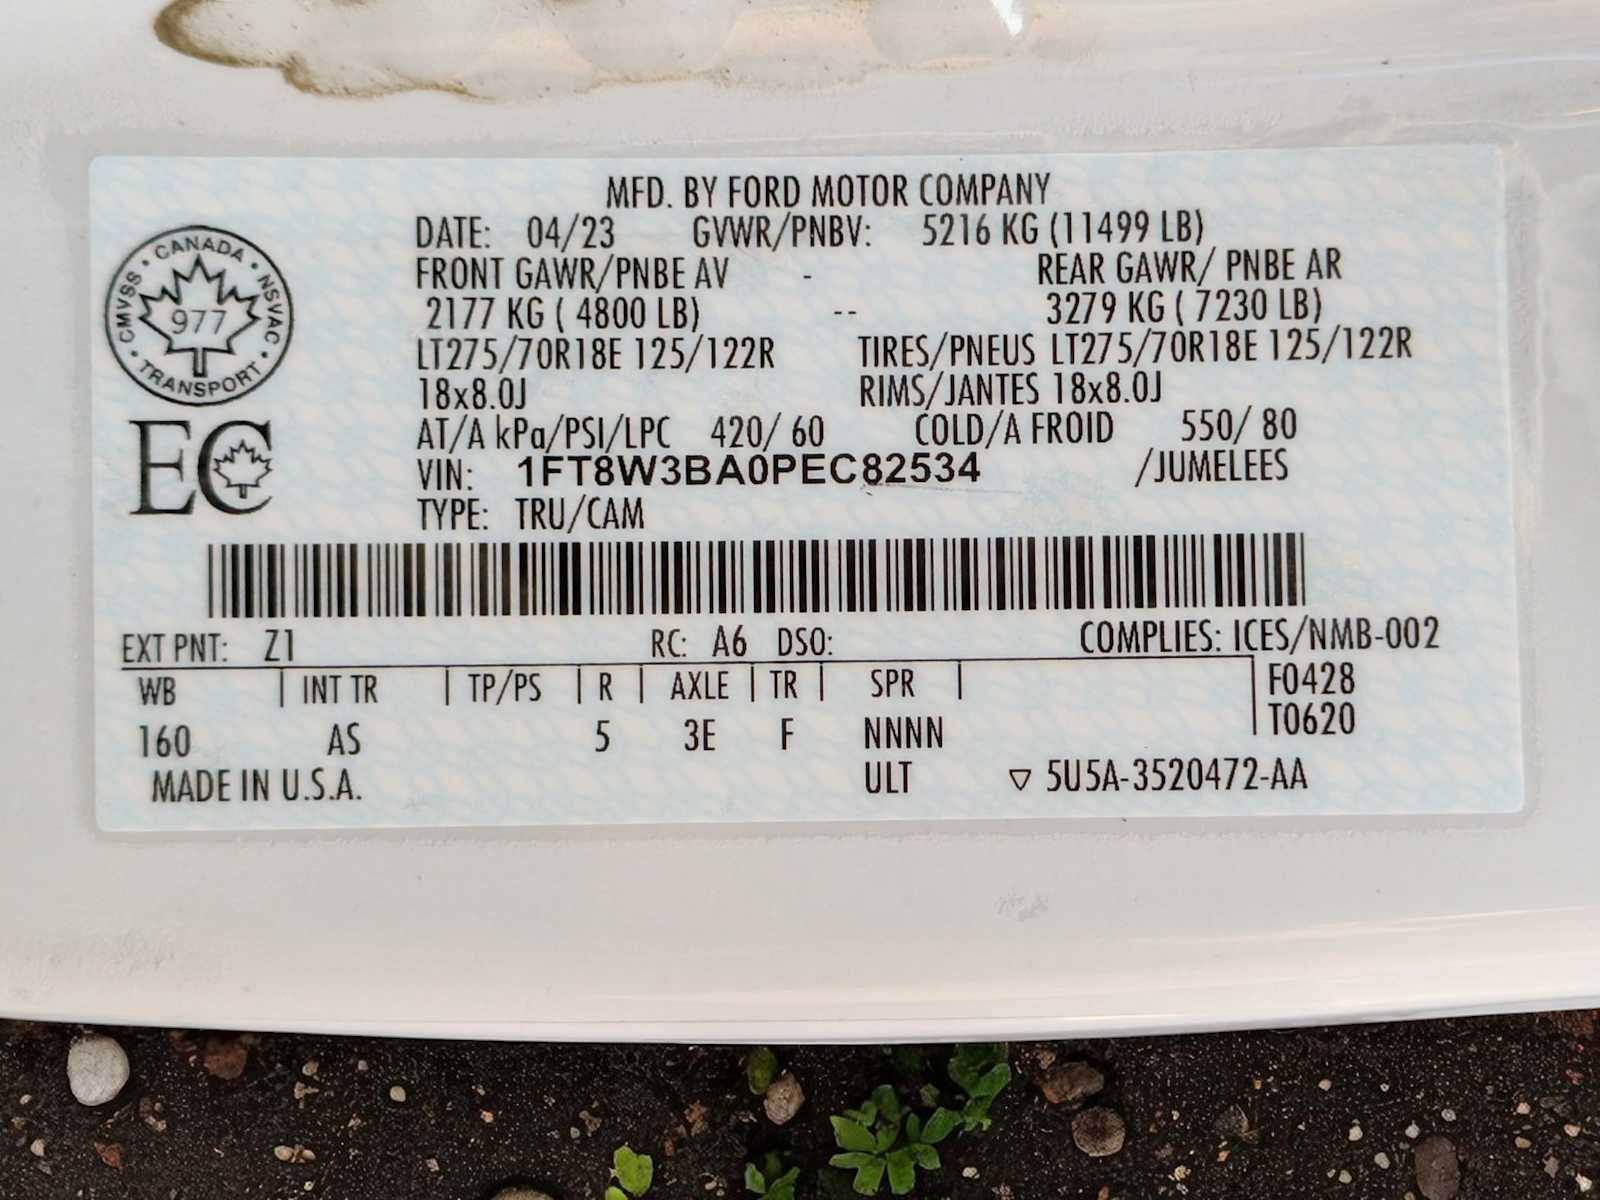 MFD. BY FORD MOTOR COMPANY
DATE: 04/23 GVWR/PNBV: 5216 KG (11499 LB)
FRONT GAWR/PNBE AV - REAR GAWR/ PNBE AR
2177 KG ( 4800 LB) -- 3279 KG ( 7230 LB)
LT275/70R18E 125/122R TIRES/PNEUS LT275/70R18E 125/122R
18x8.0J RIMS/JANTES 18x8.0J
AT/A kPa/PSI/LPC 420/ 60 COLD/A FROID 550/ 80
VIN: 1FT8W3BA0PEC82534 /JUMELEES
TYPE: TRU/CAM
CANADA · NSVAC · TRANSPORT · CMVSS ·
977
EC
EXT PNT: Z1 RC: A6 DSO: COMPLIES: ICES/NMB-002
WB | INT TR | TP/PS | R | AXLE | TR | SPR | F0428
T0620
160 AS 5 3E F NNNN
MADE IN U.S.A. ULT ▽ 5U5A-3520472-AA